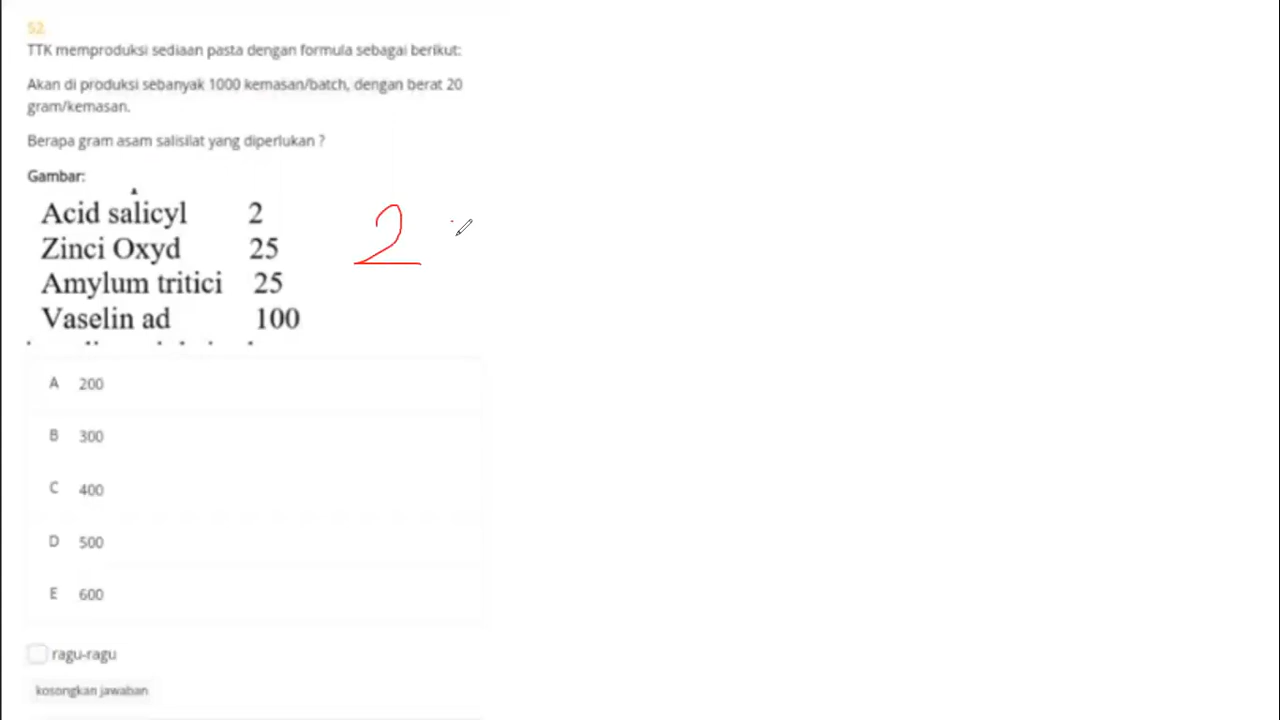 52.
TTK memproduksi sediaan pasta dengan formula sebagai berikut:
Akan di produksi sebanyak 1000 kemasan/batch, dengan berat 20
gram/kemasan.
Berapa gram asam salisilat yang diperlukan ?
Gambar:
Acid salicyl 2
Zinci Oxyd 25
Amylum tritici 25
Vaselin ad 100
2
A 200
B 300
C 400
D 500
E 600
ragu-ragu
kosongkan jawaban